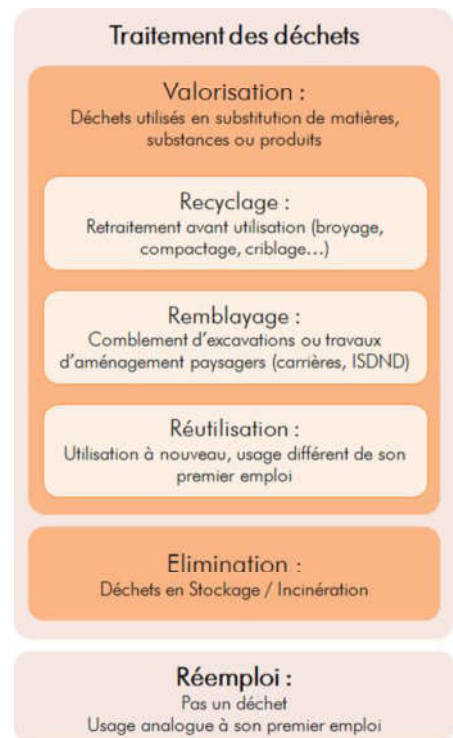 Traitement des déchets
Valorisation :
Déchets utilisés en substitution de matières,
substances ou produits
Recyclage :
Retraitement avant utilisation (broyage,
compactage, criblage...)
Remblayage :
Comblement d'excavations ou travaux
d'aménagement paysagers (carrières, ISDND)
Réutilisation :
Utilisation à nouveau, usage différent de son
premier emploi
Elimination :
Déchets en Stockage / Incinération
Réemploi :
Pas un déchet
Usage analogue à son premier emploi